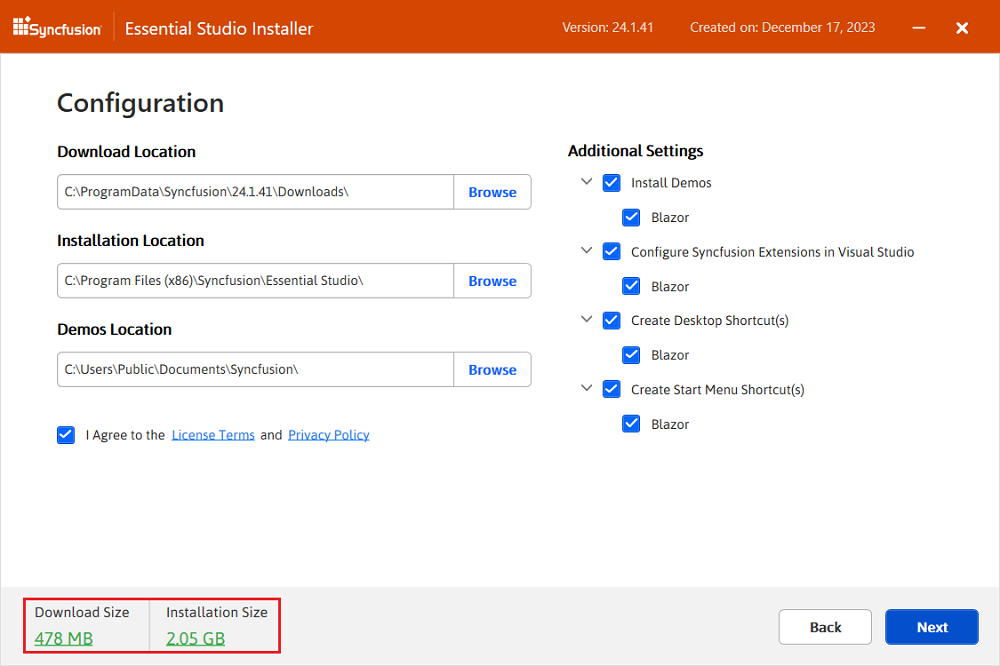 Syncfusion Essential Studio Installer Version: 24.1.41 Created on: December 17, 2023
Configuration
Download Location
C:\ProgramData\Syncfusion\24.1.41\Downloads\ Browse
Installation Location
C:\Program Files (x86)\Syncfusion\Essential Studio\ Browse
Demos Location
C:\Users\Public\Documents\Syncfusion\ Browse
I Agree to the License Terms and Privacy Policy
Additional Settings
Install Demos
Blazor
Configure Syncfusion Extensions in Visual Studio
Blazor
Create Desktop Shortcut(s)
Blazor
Create Start Menu Shortcut(s)
Blazor
Download Size
478 MB
Installation Size
2.05 GB
Back Next